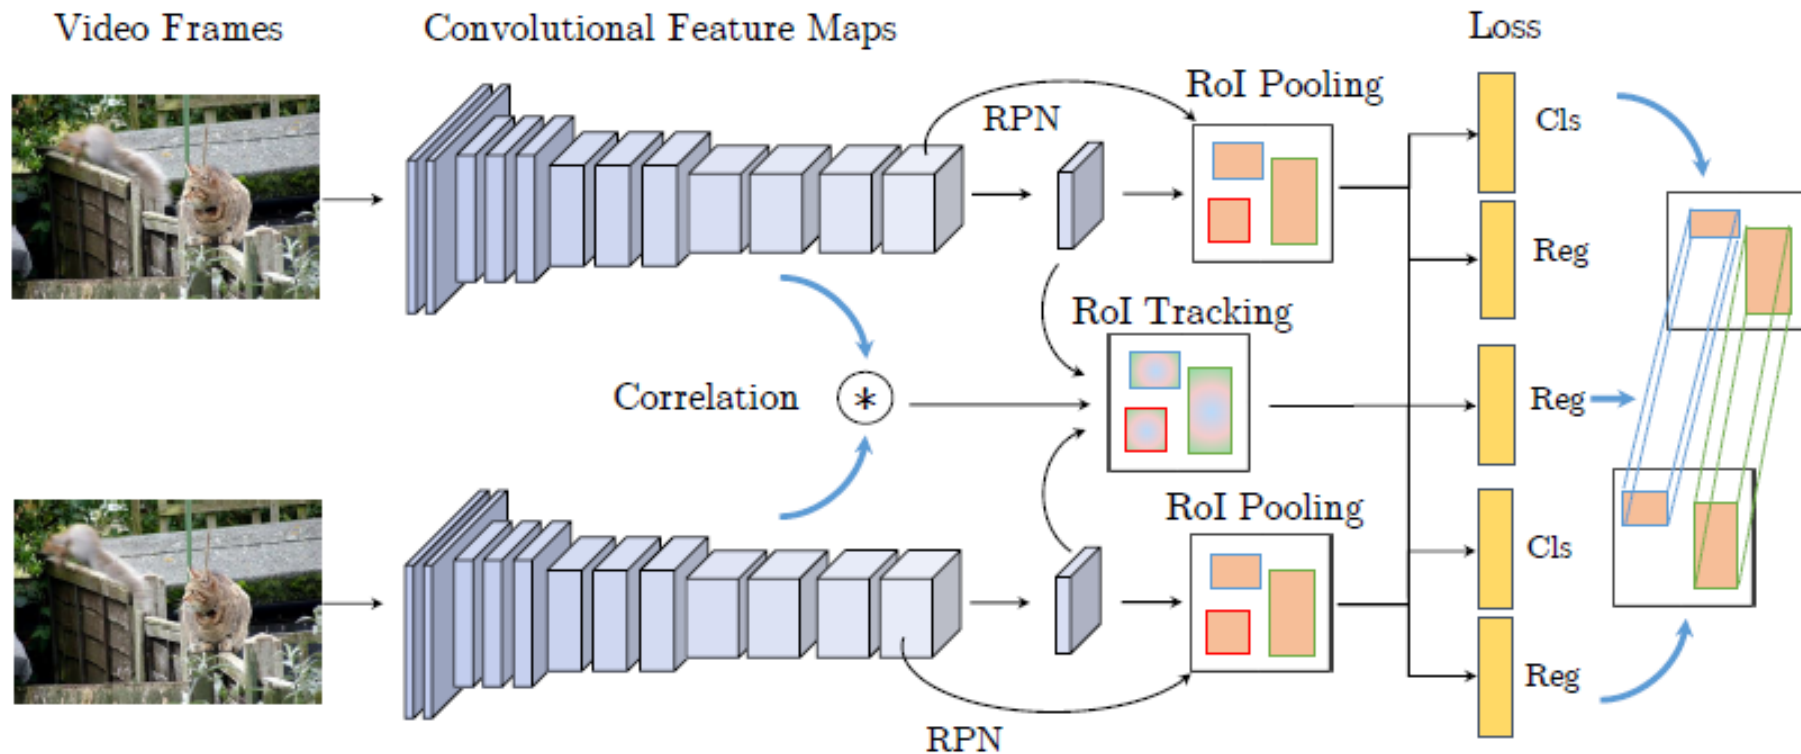 Video Frames
Convolutional Feature Maps
Loss
RoI Pooling
RPN
Cls
Reg
RoI Tracking
Correlation
*
Reg
RoI Pooling
Cls
Reg
RPN